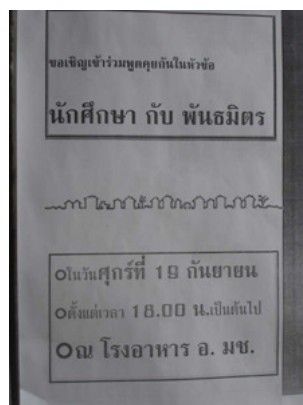 ขอเชิญเข้าร่วมพูดคุยกันในหัวข้อ
นักศึกษา กับ พันธมิตร
ในวันศุกร์ที่ 19 กันยายน
ตั้งแต่เวลา 18.00 น.เป็นต้นไป
ณ โรงอาหาร อ. มช.